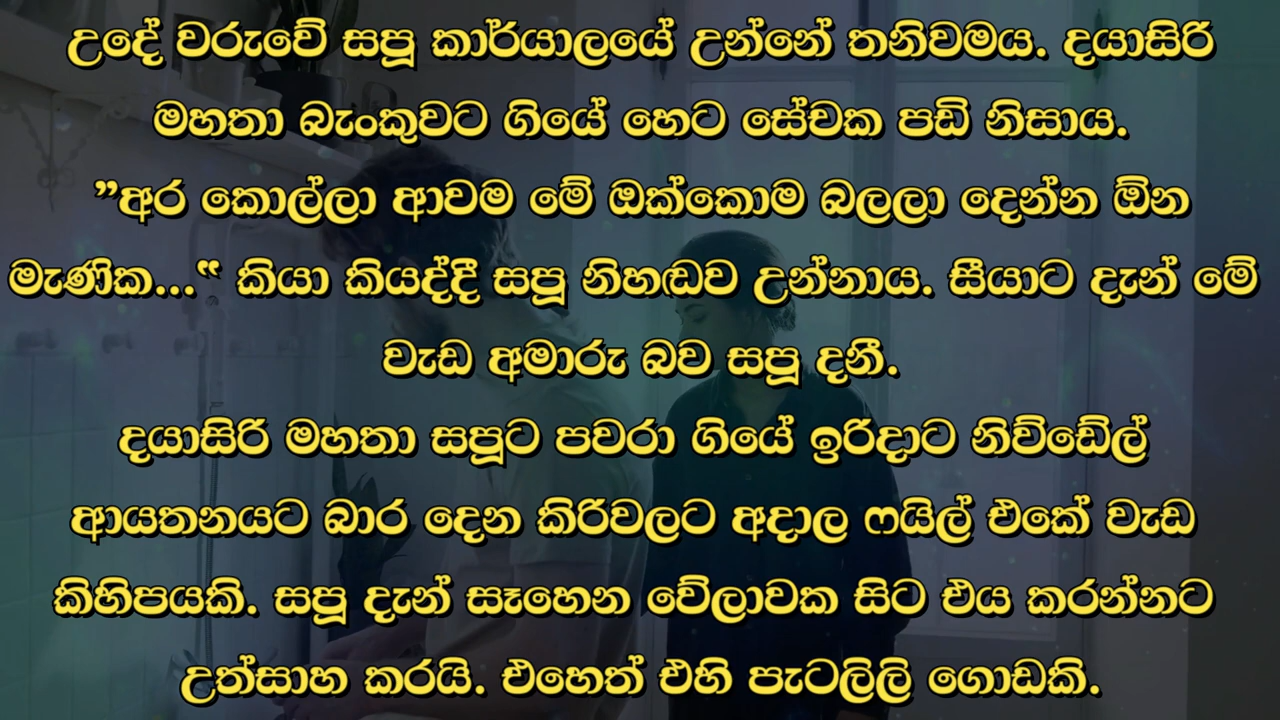 උදේ වරුවේ සපූ කාර්යාලයේ උන්නේ තනිවමය. දයාසිරි
මහතා බැංකුවට ගියේ හෙට සේවක පඩි නිසාය.
”අර කොල්ලා ආවම මේ ඔක්කොම බලලා දෙන්න ඕන
මැණික...“ කියා කියද්දී සපූ නිහඬව උන්නාය. සීයාට දැන් මේ
වැඩ අමාරු බව සපූ දනී.
දයාසිරි මහතා සපූට පවරා ගියේ ඉරිදාට නිව්ඩේල්
ආයතනයට බාර දෙන කිරිවලට අදාල ෆයිල් එකේ වැඩ
කිහිපයකි. සපූ දැන් සෑහෙන වේලාවක සිට එය කරන්නට
උත්සාහ කරයි. එහෙත් එහි පැටලිලි ගොඩකි.